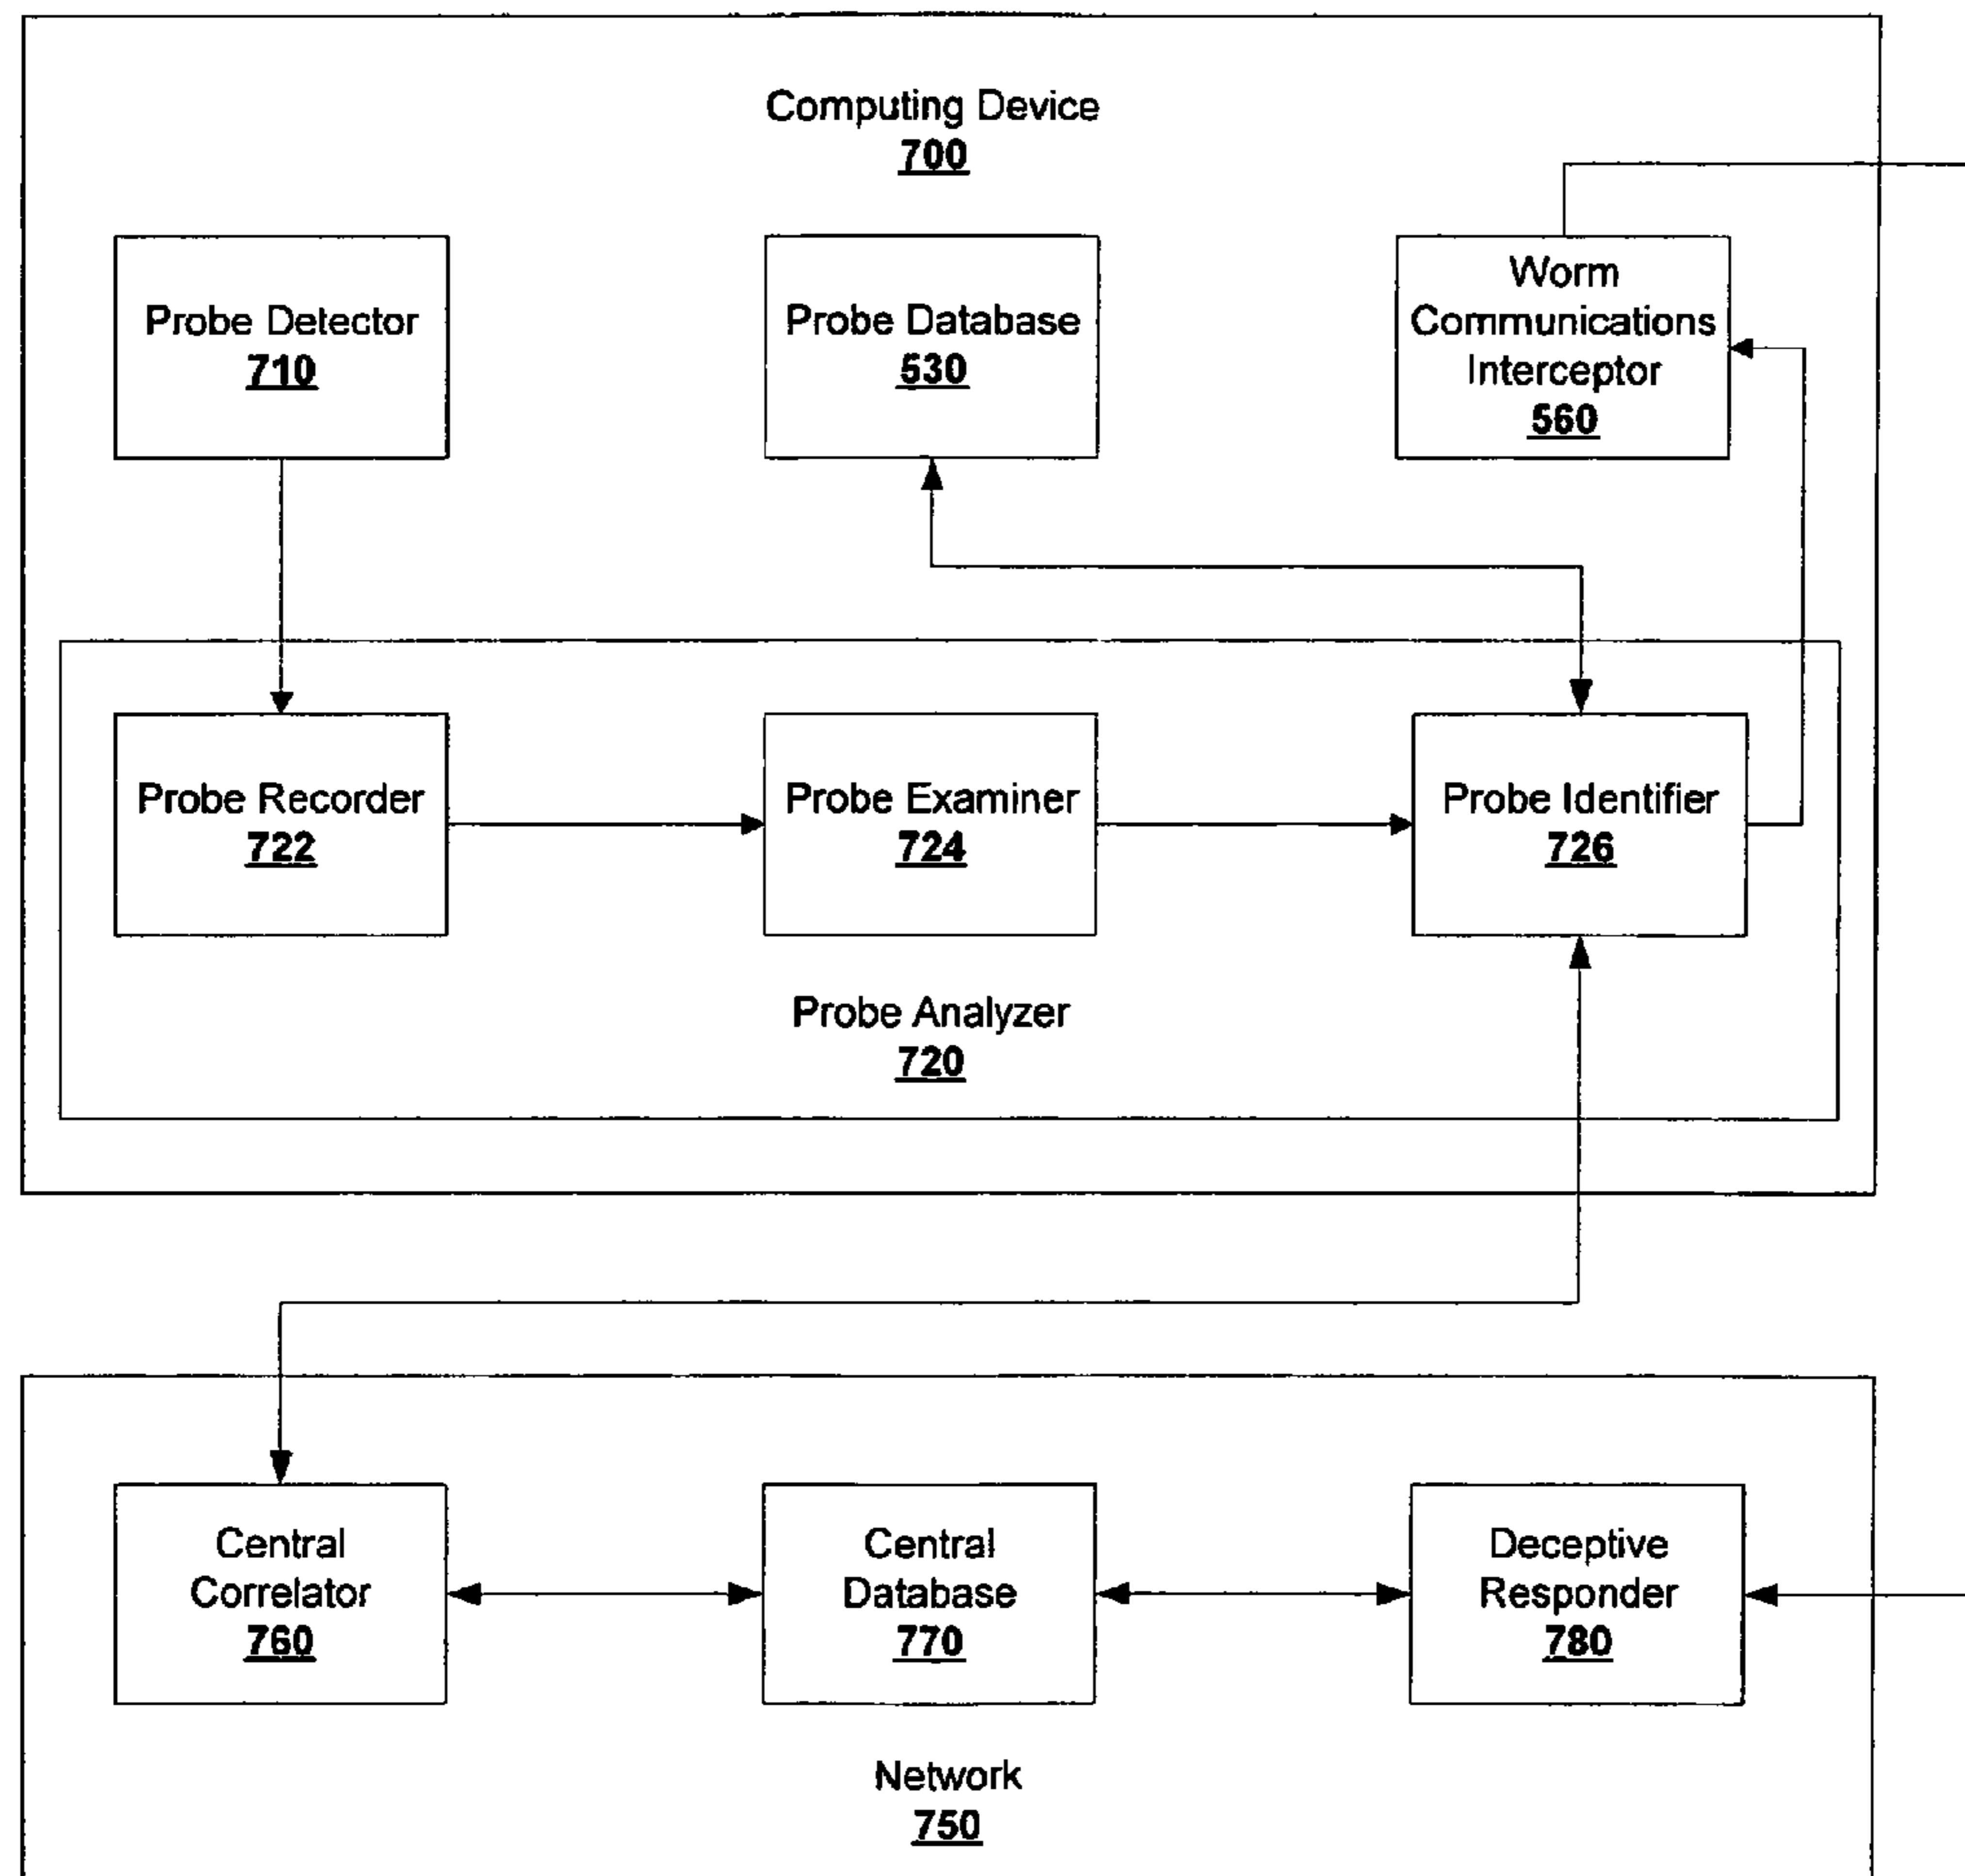 Computing Device
700
Probe Detector
710
Probe Database
530
Worm
Communications
Interceptor
560
Probe Recorder
722
Probe Examiner
724
Probe Identifier
726
Probe Analyzer
720
Central
Correlator
760
Central
Database
770
Deceptive
Responder
780
Network
750